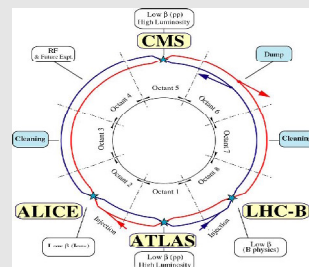 Low β (pp)
High Luminosity
CMS
RF
& Future Expt.
Dump
Octant 5
Octant 4
Octant 6
Cleaning
Octant 3
Octant 7
Cleanin
Octant 2
Octant 8
Octant 1
ALICE
Injection
ATLAS
Injection
LHC-B
Low β
(B physics)
Low β (pp)
High Luminosity